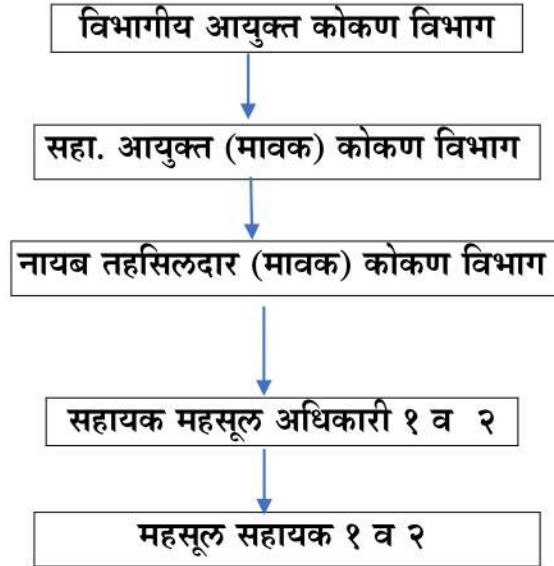 विभागीय आयुक्त कोकण विभाग
सहा. आयुक्त (मावक) कोकण विभाग
नायब तहसिलदार (मावक) कोकण विभाग
सहायक महसूल अधिकारी १ व २
महसूल सहायक १ व २